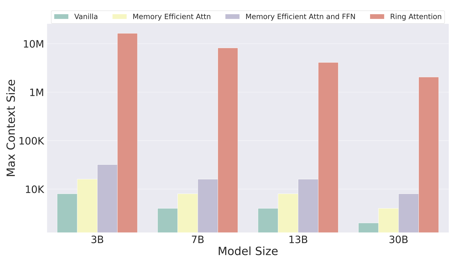 Vanilla Memory Efficient Attn Memory Efficient Attn and FFN Ring Attention
Max Context Size
10M
1M
100K
10K
3B 7B 13B 30B
Model Size